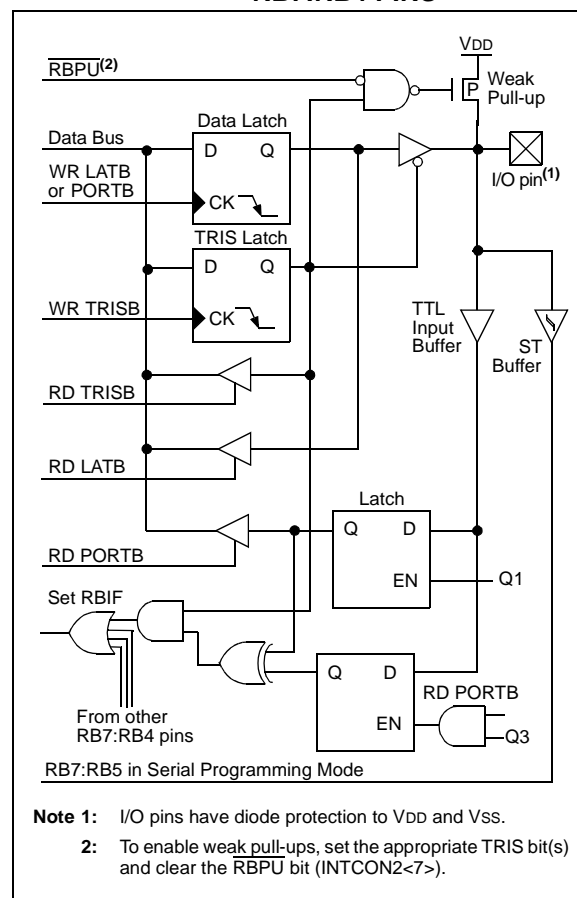 VDD
RBPU(2)
Weak
Pull-up
P
Data Latch
Data Bus
D Q
WR LATB
or PORTB
CK
I/O pin(1)
TRIS Latch
D Q
WR TRISB
CK
TTL
Input
Buffer
ST
Buffer
RD TRISB
RD LATB
Latch
Q D
RD PORTB
EN
Q1
Set RBIF
Q D
RD PORTB
EN
Q3
From other
RB7:RB4 pins
RB7:RB5 in Serial Programming Mode
Note 1: I/O pins have diode protection to VDD and VSS.
2: To enable weak pull-ups, set the appropriate TRIS bit(s)
and clear the RBPU bit (INTCON2<7>).